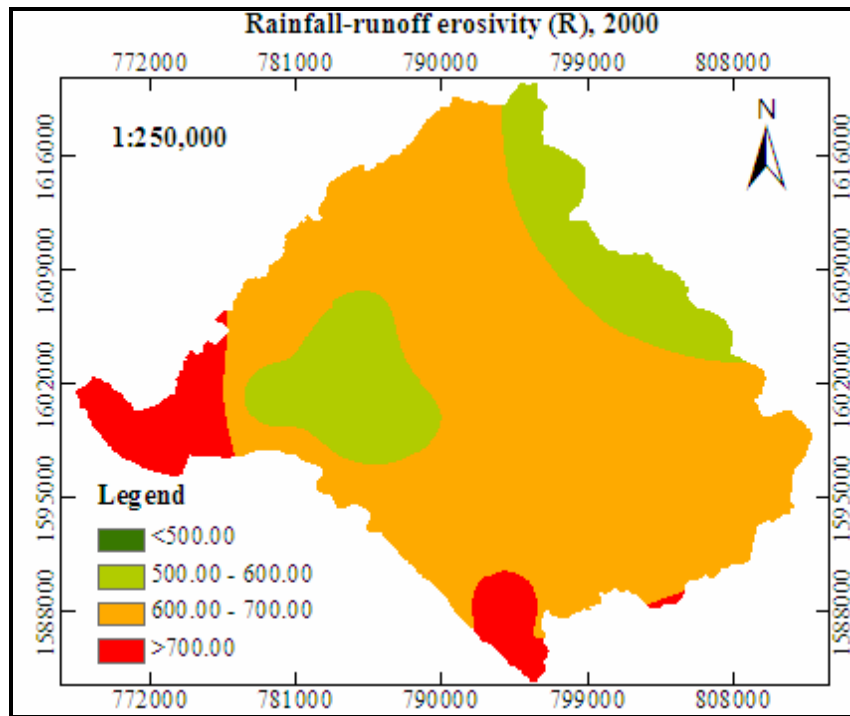 Rainfall-runoff erosivity (R), 2000
772000 781000 790000 799000 808000
N
1:250,000
1616000 1616000
1609000 1609000
1602000 1602000
1595000 1595000
1588000 1588000
Legend
<500.00
500.00 - 600.00
600.00 - 700.00
>700.00
772000 781000 790000 799000 808000